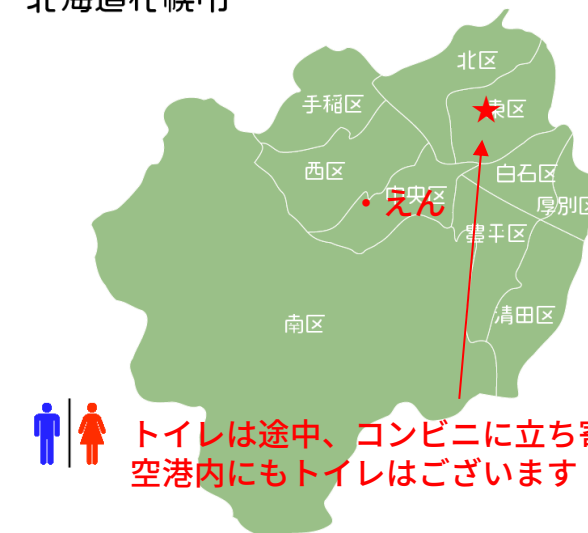 北海道札幌市
北区
手稲区
東区
西区
白石区
中央区
えん
厚別区
豊平区
清田区
南区
トイレは途中、コンビニに立ち寄
空港内にもトイレはございます